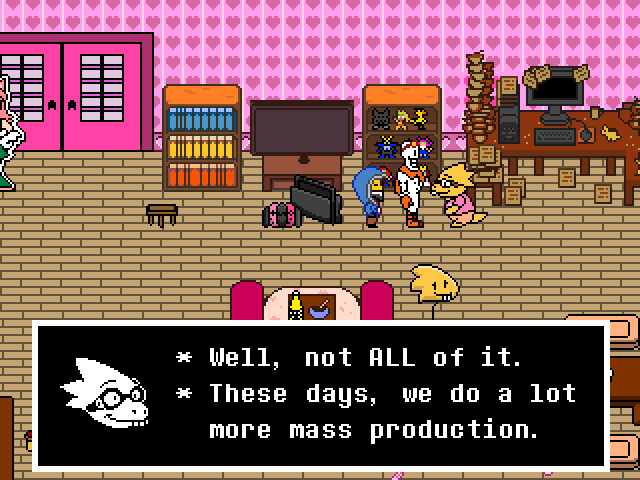 * Well, not ALL of it.
* These days, we do a lot
more mass production.